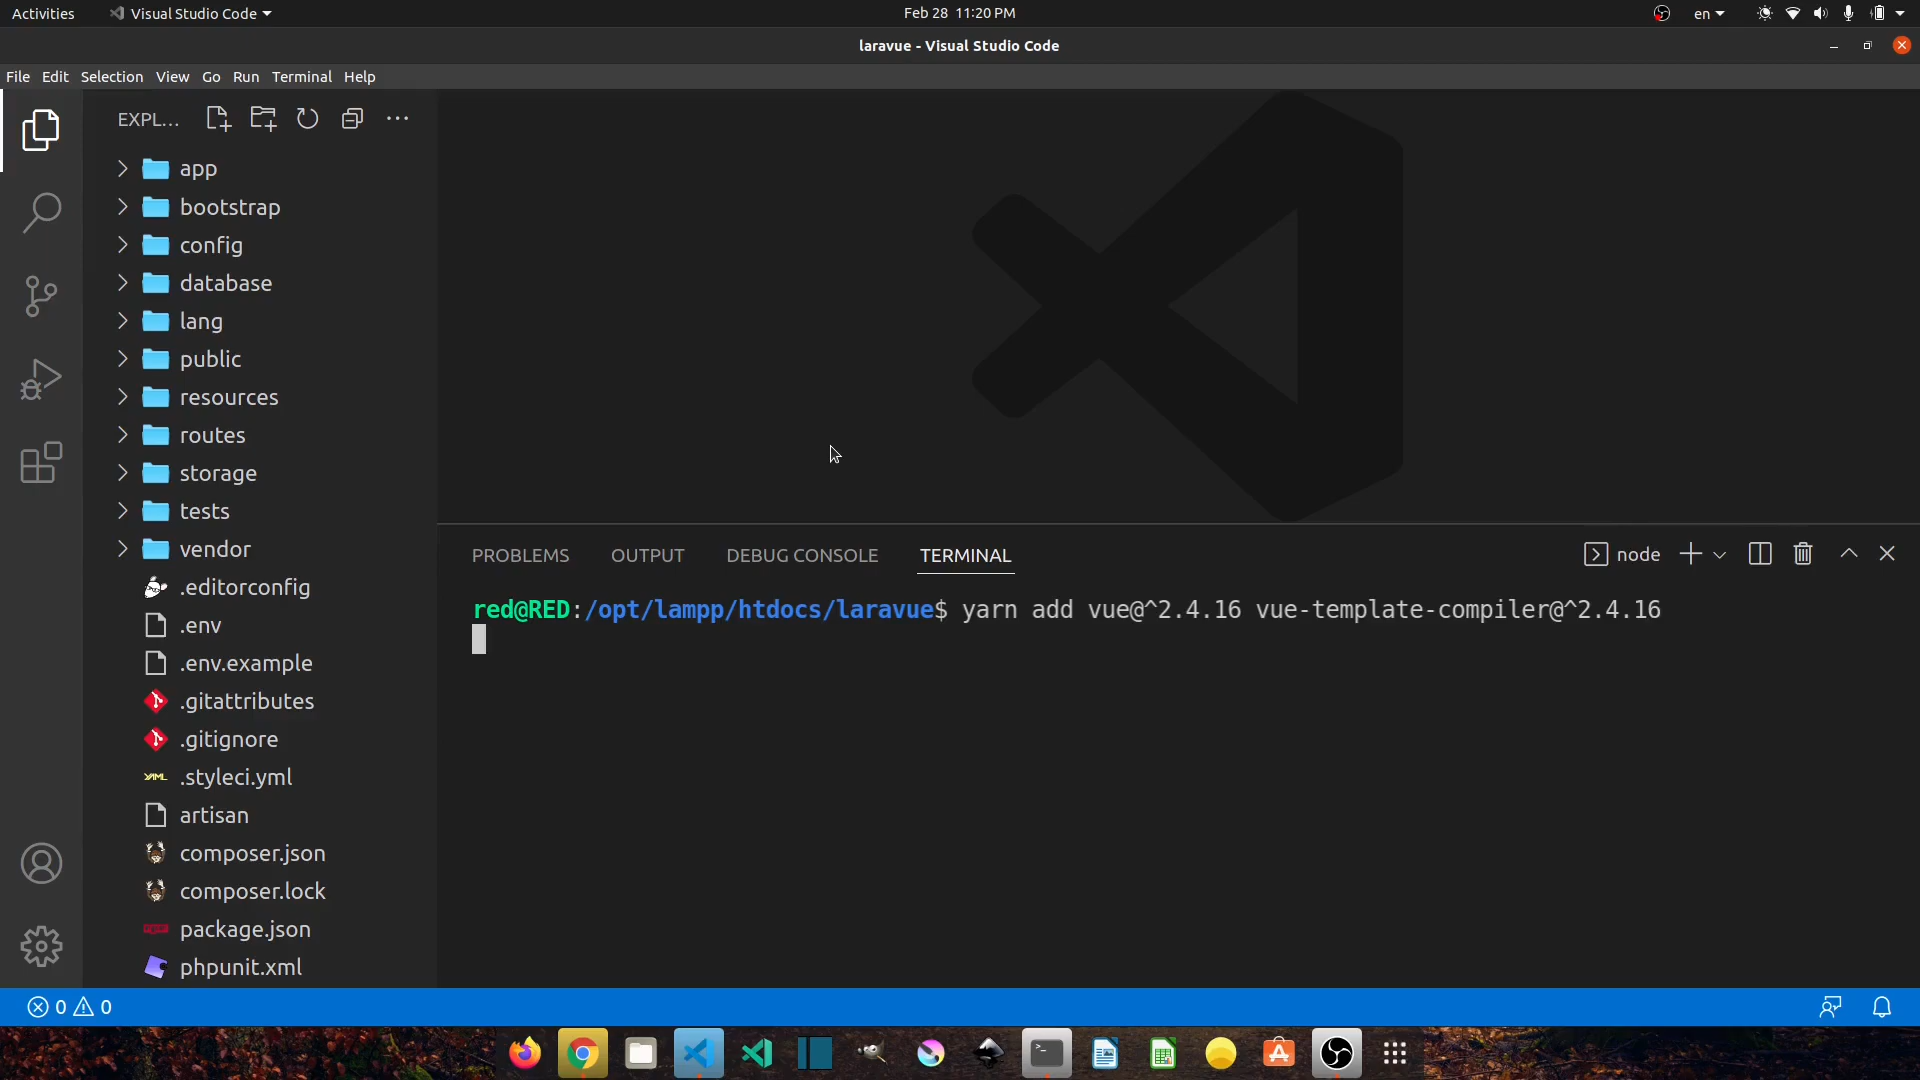 Activities
Visual Studio Code
Feb 28 11:20 PM
en
laravue - Visual Studio Code
File Edit Selection View Go Run Terminal Help
EXPL...
app
bootstrap
config
database
lang
public
resources
routes
storage
tests
vendor
.editorconfig
.env
.env.example
.gitattributes
.gitignore
YAML .styleci.yml
artisan
composer.json
composer.lock
package.json
phpunit.xml
PROBLEMS OUTPUT DEBUG CONSOLE TERMINAL
node
red@RED:/opt/lampp/htdocs/laravue$ yarn add vue@^2.4.16 vue-template-compiler@^2.4.16
0 0